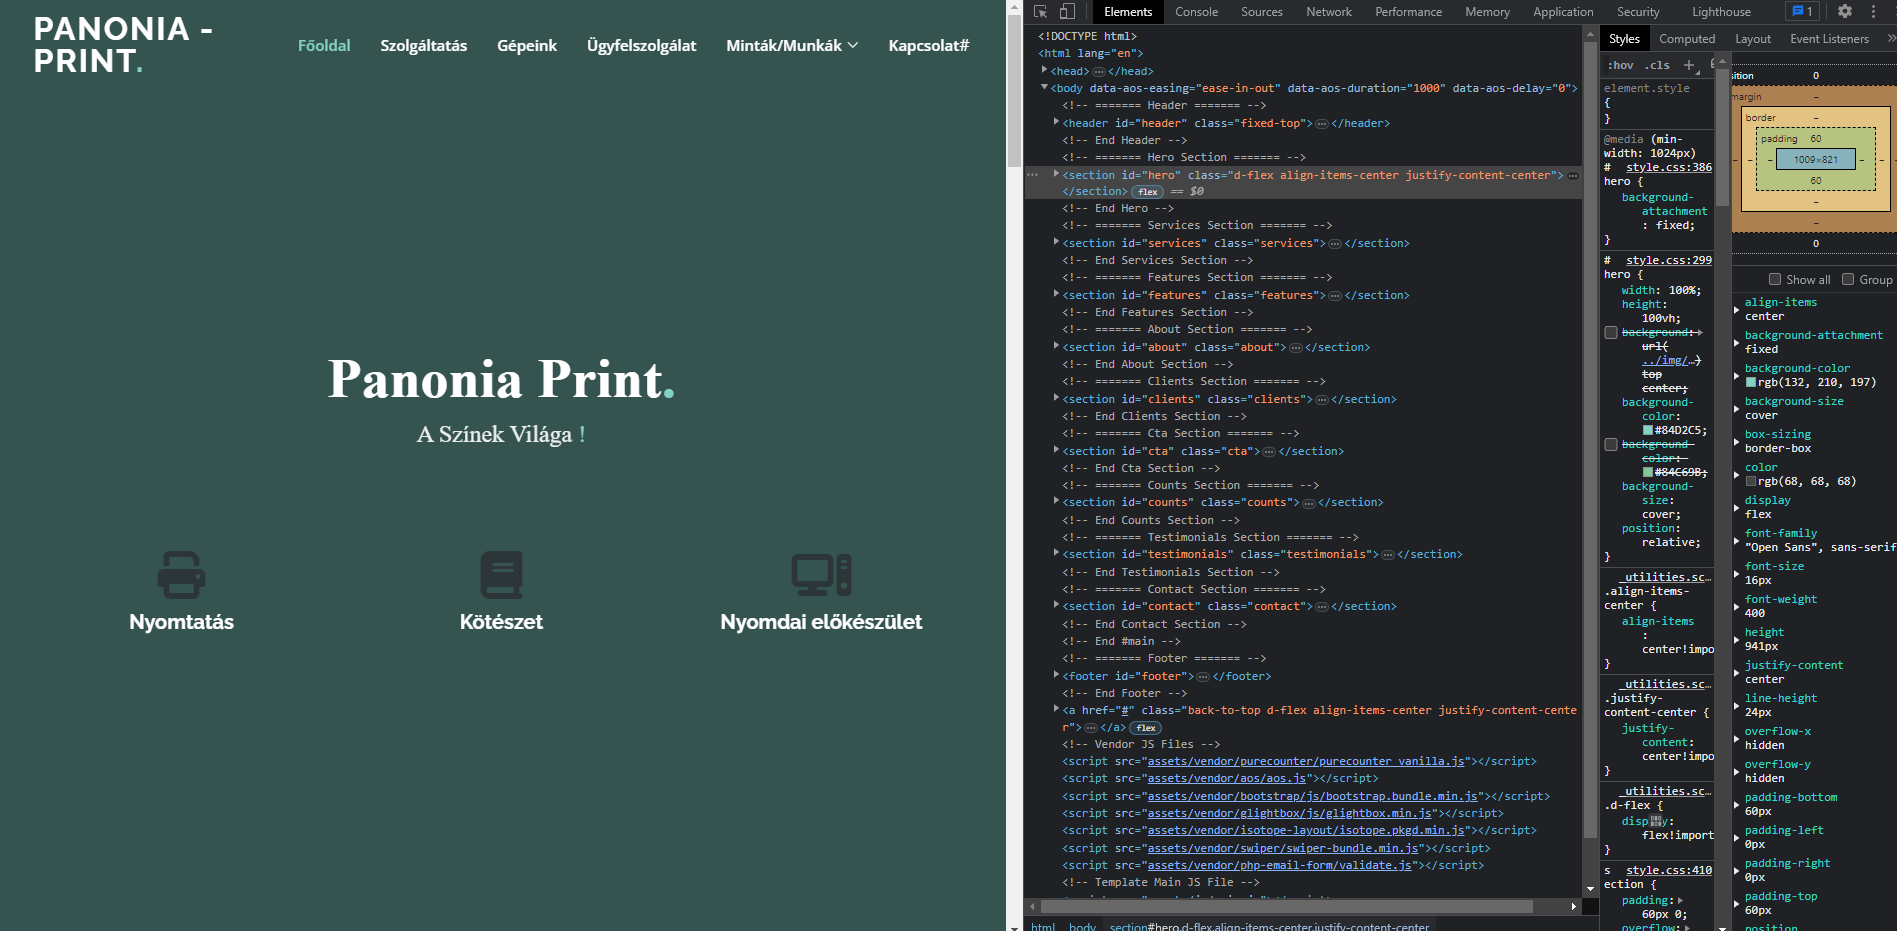 PANONIA -
PRINT.
Főoldal
Szolgáltatás
Gépeink
Ügyfelszolgálat
Minták/Munkák
Kapcsolat#
Panonia Print.
A Színek Világa !
Nyomtatás
Kötészet
Nyomdai előkészület
Elements
Console
Sources
Network
Performance
Memory
Application
Security
Lighthouse
1
<!DOCTYPE html>
<html lang="en">
<head>…</head>
<body data-aos-easing="ease-in-out" data-aos-duration="1000" data-aos-delay="0">
<!-- ======= Header ======= -->
<header id="header" class="fixed-top">…</header>
<!-- End Header -->
<!-- ======= Hero Section ======= -->
<section id="hero" class="d-flex align-items-center justify-content-center">…
</section> flex == $0
<!-- End Hero -->
<!-- ======= Services Section ======= -->
<section id="services" class="services">…</section>
<!-- End Services Section -->
<!-- ======= Features Section ======= -->
<section id="features" class="features">…</section>
<!-- End Features Section -->
<!-- ======= About Section ======= -->
<section id="about" class="about">…</section>
<!-- End About Section -->
<!-- ======= Clients Section ======= -->
<section id="clients" class="clients">…</section>
<!-- End Clients Section -->
<!-- ======= Cta Section ======= -->
<section id="cta" class="cta">…</section>
<!-- End Cta Section -->
<!-- ======= Counts Section ======= -->
<section id="counts" class="counts">…</section>
<!-- End Counts Section -->
<!-- ======= Testimonials Section ======= -->
<section id="testimonials" class="testimonials">…</section>
<!-- End Testimonials Section -->
<!-- ======= Contact Section ======= -->
<section id="contact" class="contact">…</section>
<!-- End Contact Section -->
<!-- End #main -->
<!-- ======= Footer ======= -->
<footer id="footer">…</footer>
<!-- End Footer -->
<a href="#" class="back-to-top d-flex align-items-center justify-content-cente
r">…</a> flex
<!-- Vendor JS Files -->
<script src="assets/vendor/purecounter/purecounter_vanilla.js"></script>
<script src="assets/vendor/aos/aos.js"></script>
<script src="assets/vendor/bootstrap/js/bootstrap.bundle.min.js"></script>
<script src="assets/vendor/glightbox/js/glightbox.min.js"></script>
<script src="assets/vendor/isotope-layout/isotope.pkgd.min.js"></script>
<script src="assets/vendor/swiper/swiper-bundle.min.js"></script>
<script src="assets/vendor/php-email-form/validate.js"></script>
<!-- Template Main JS File -->
html body section#hero.d-flex.align-items-center.justify-content-center
Styles
Computed
Layout
Event Listeners
:hov .cls +
element.style
{
}
@media (min-
width: 1024px)
# style.css:386
hero {
background-
attachment
: fixed;
}
# style.css:299
hero {
width: 100%;
height:
100vh;
background:
url(
../img/…)
top
center;
background-
color:
#84D2C5;
background-
color:
#84C69B;
background-
size:
cover;
position:
relative;
}
_utilities.sc…
.align-items-
center {
align-items
:
center!impo
}
_utilities.sc…
.justify-
content-center {
justify-
content:
center!impo
}
_utilities.sc…
.d-flex {
display:
flex!import
}
s style.css:410
ection {
padding:
60px 0;
overflow:
sition 0
margin –
border –
padding 60
– – – 1009×821 – – –
60
–
–
0
Show all
Group
align-items
center
background-attachment
fixed
background-color
rgb(132, 210, 197)
background-size
cover
box-sizing
border-box
color
rgb(68, 68, 68)
display
flex
font-family
"Open Sans", sans-serif
font-size
16px
font-weight
400
height
941px
justify-content
center
line-height
24px
overflow-x
hidden
overflow-y
hidden
padding-bottom
60px
padding-left
0px
padding-right
0px
padding-top
60px
position